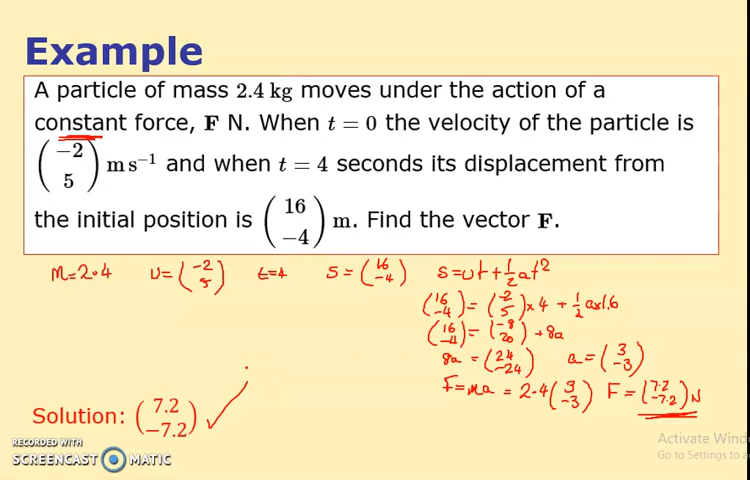 Example
A particle of mass 2.4 kg moves under the action of a
constant force, F N. When t = 0 the velocity of the particle is
(−2 5) m s⁻¹ and when t = 4 seconds its displacement from
the initial position is (16 −4) m. Find the vector F.
M=2.4 U=(−2 5) t=4 S=(16 −4) S=ut+½at²
(16 −4) = (−2 5)×4 + ½ a×16
(16 −4) = (−8 20) + 8a
8a = (24 −24) a = (3 −3)
F=ma = 2.4(3 −3) F = (7.2 −7.2) N
Solution: (7.2 −7.2) ✓
RECORDED WITH
SCREENCAST MATIC
Activate Wind
Go to Settings to a